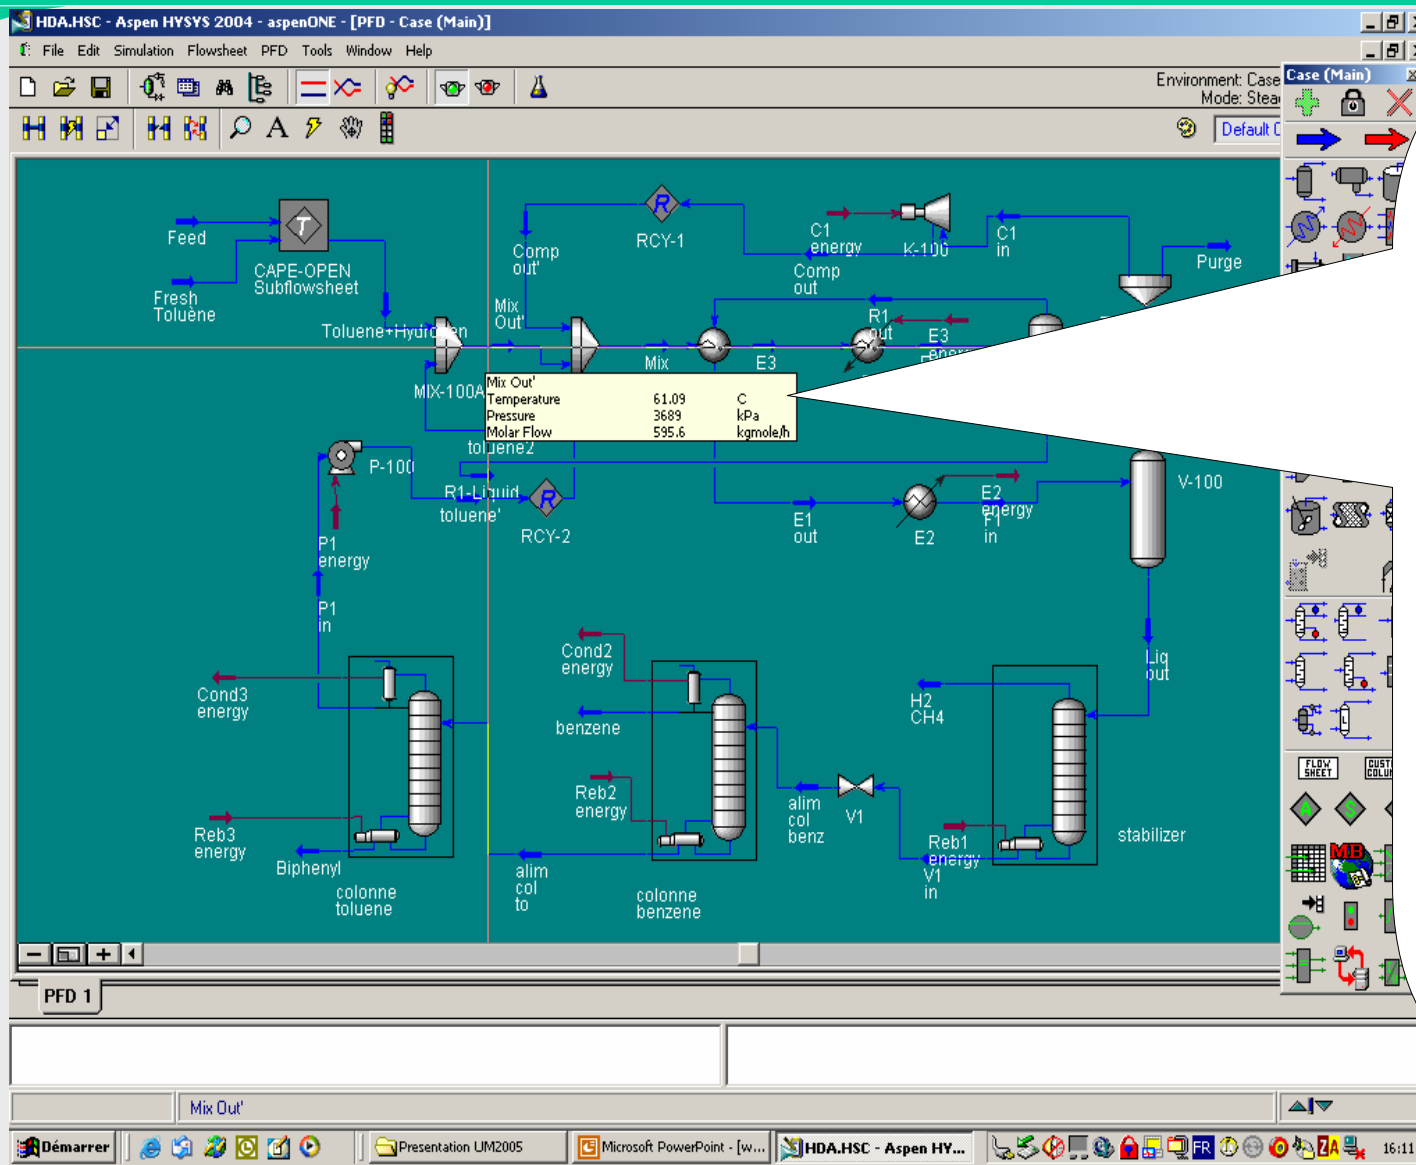 HDA.HSC - Aspen HYSYS 2004 - aspenONE - [PFD - Case (Main)]
File Edit Simulation Flowsheet PFD Tools Window Help
Environment: Case
Mode: Stea
Default
Case (Main)
A
Feed
Fresh
Toluene
T
CAPE-OPEN
Subflowsheet
Toluene+Hydrogen
MIX-100A
Comp
out'
Mix
Out'
R
RCY-1
C1
energy
Comp
out
K-100
C1
in
Purge
Mix
E3
R1
out
E3
energy
Mix Out'
Temperature 61.09 C
Pressure 3689 kPa
Molar Flow 595.6 kgmole/h
toluene2
P-100
R1-Liquid
toluene'
R
RCY-2
E1
out
E2
E2
energy
F1
in
V-100
P1
energy
P1
in
Liq
out
Cond3
energy
Cond2
energy
benzene
H2
CH4
Reb2
energy
alim
col
benz
V1
Reb3
energy
Biphenyl
colonne
toluene
alim
col
to
colonne
benzene
Reb1
energy
V1
in
stabilizer
FLOW
SHEET
A
S
MB
PFD 1
Mix Out'
Démarrer
Presentation UM2005
Microsoft PowerPoint - [w...
HDA.HSC - Aspen HY...
FR
ZA
16:11